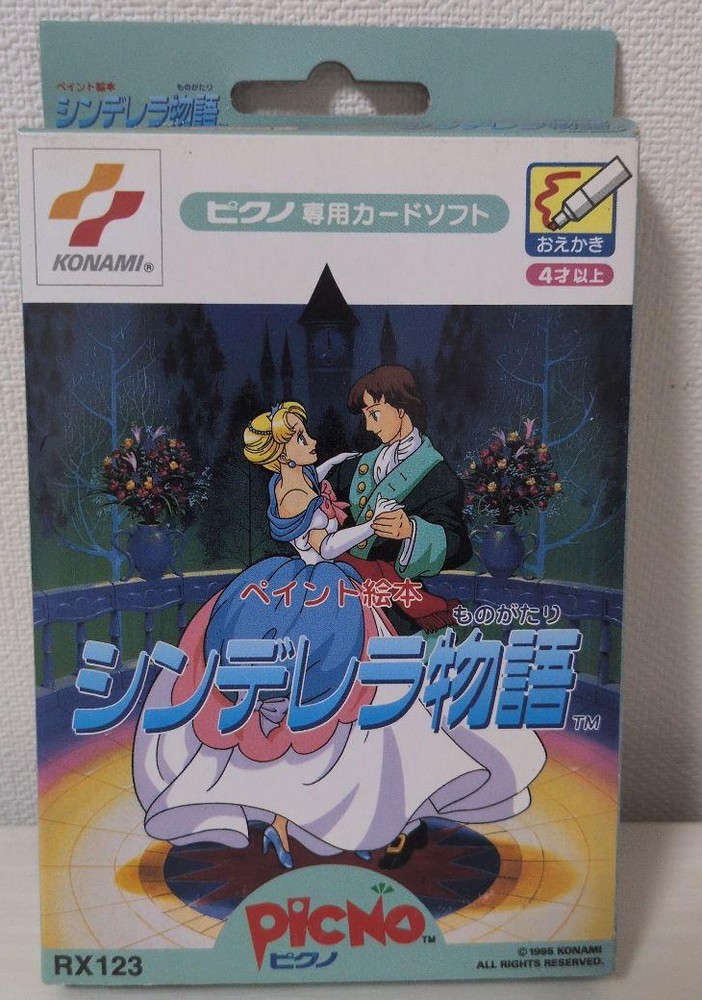 ペイント絵本
ものがたり
シンデレラ物語
KONAMI®
ピクノ専用カードソフト
おえかき
4才以上
ペイント絵本
ものがたり
シンデレラ物語TM
PiCNO TM
ピクノ
RX123
©1995 KONAMI
ALL RIGHTS RESERVED.